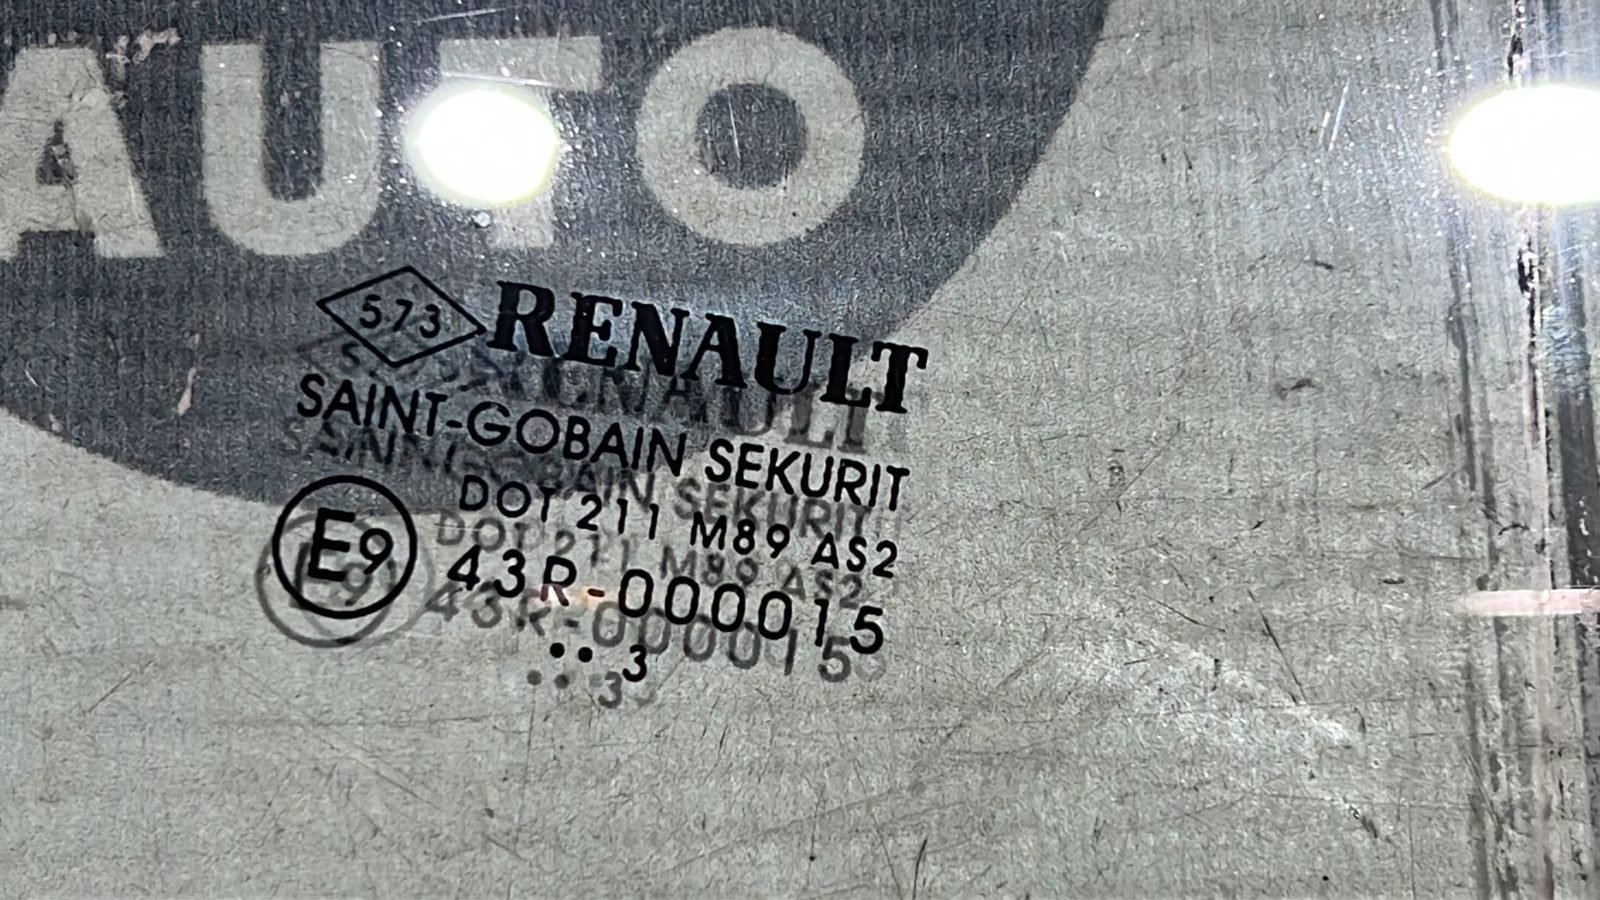 AUTO
573 RENAULT
SAINT-GOBAIN SEKURIT
DOT 211 M89 AS2
E9 43R-000015
•• 3